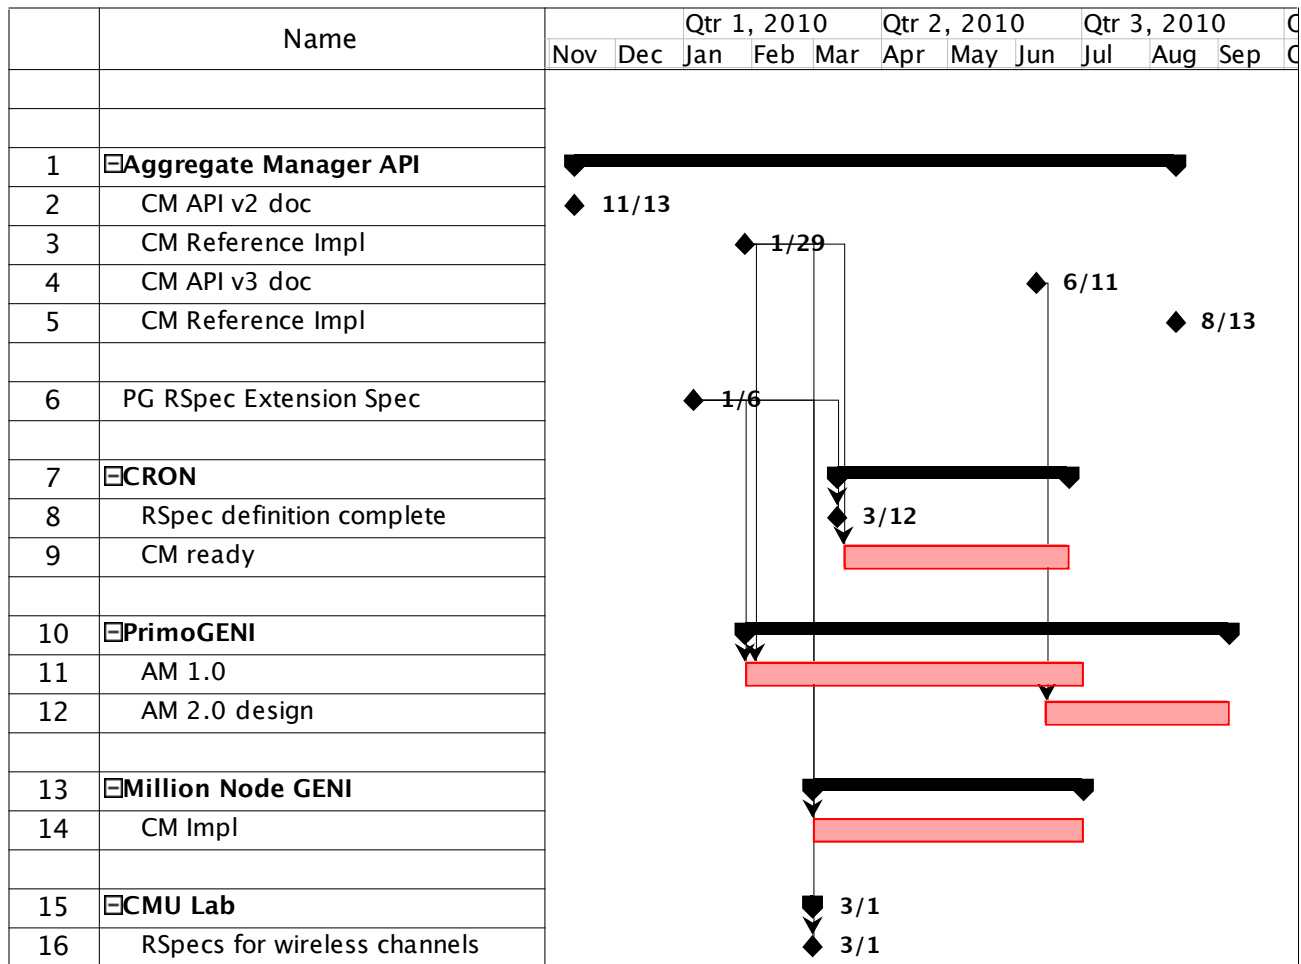 Name
Qtr 1, 2010 Qtr 2, 2010 Qtr 3, 2010
Nov Dec Jan Feb Mar Apr May Jun Jul Aug Sep
1 Aggregate Manager API
2 CM API v2 doc 11/13
3 CM Reference Impl 1/29
4 CM API v3 doc 6/11
5 CM Reference Impl 8/13
6 PG RSpec Extension Spec 1/6
7 CRON
8 RSpec definition complete 3/12
9 CM ready
10 PrimoGENI
11 AM 1.0
12 AM 2.0 design
13 Million Node GENI
14 CM Impl
15 CMU Lab 3/1
16 RSpecs for wireless channels 3/1